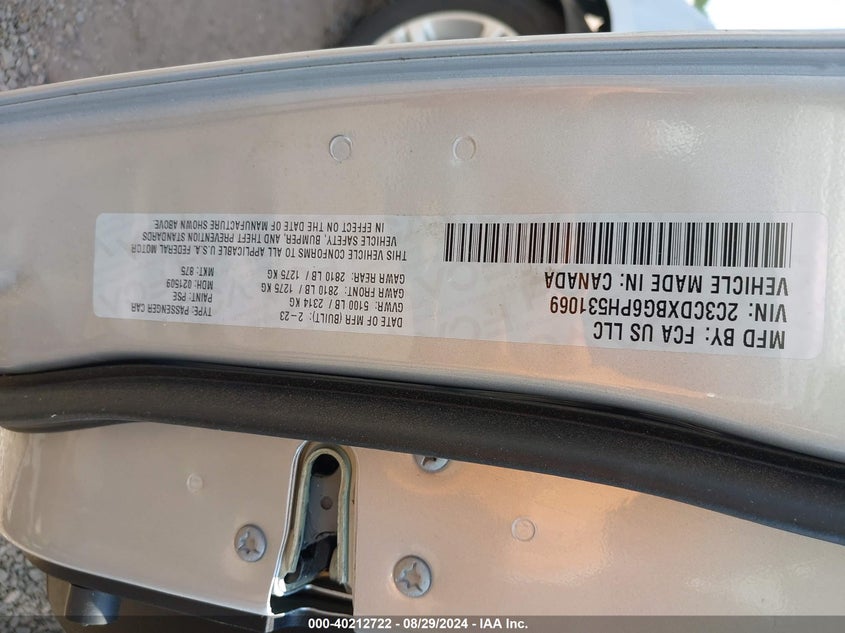 MFD BY: FCA US LLC
VIN: 2C3CDXBG6PH531069
VEHICLE MADE IN: CANADA
DATE OF MFR (BUILT): 2-23
GVWR: 5100 LB / 2314 KG
GAWR FRONT: 2810 LB / 1275 KG
GAWR REAR: 2810 LB / 1275 KG
TYPE: PASSENGER CAR
PAINT: PSE
MDH: 021509
MKT: 875
THIS VEHICLE CONFORMS TO ALL APPLICABLE U.S.A. FEDERAL MOTOR
VEHICLE SAFETY, BUMPER, AND THEFT PREVENTION STANDARDS
IN EFFECT ON THE DATE OF MANUFACTURE SHOWN ABOVE.
000-40212722 - 08/29/2024 - IAA Inc.